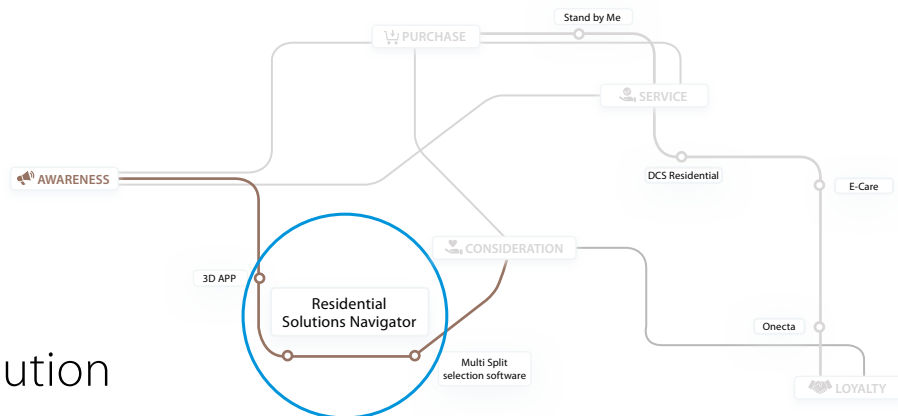 Stand by Me
PURCHASE
SERVICE
DCS Residential
AWARENESS
E-Care
CONSIDERATION
3D APP
Residential
Solutions Navigator
Onecta
Multi Split
selection software
ution
LOYALTY